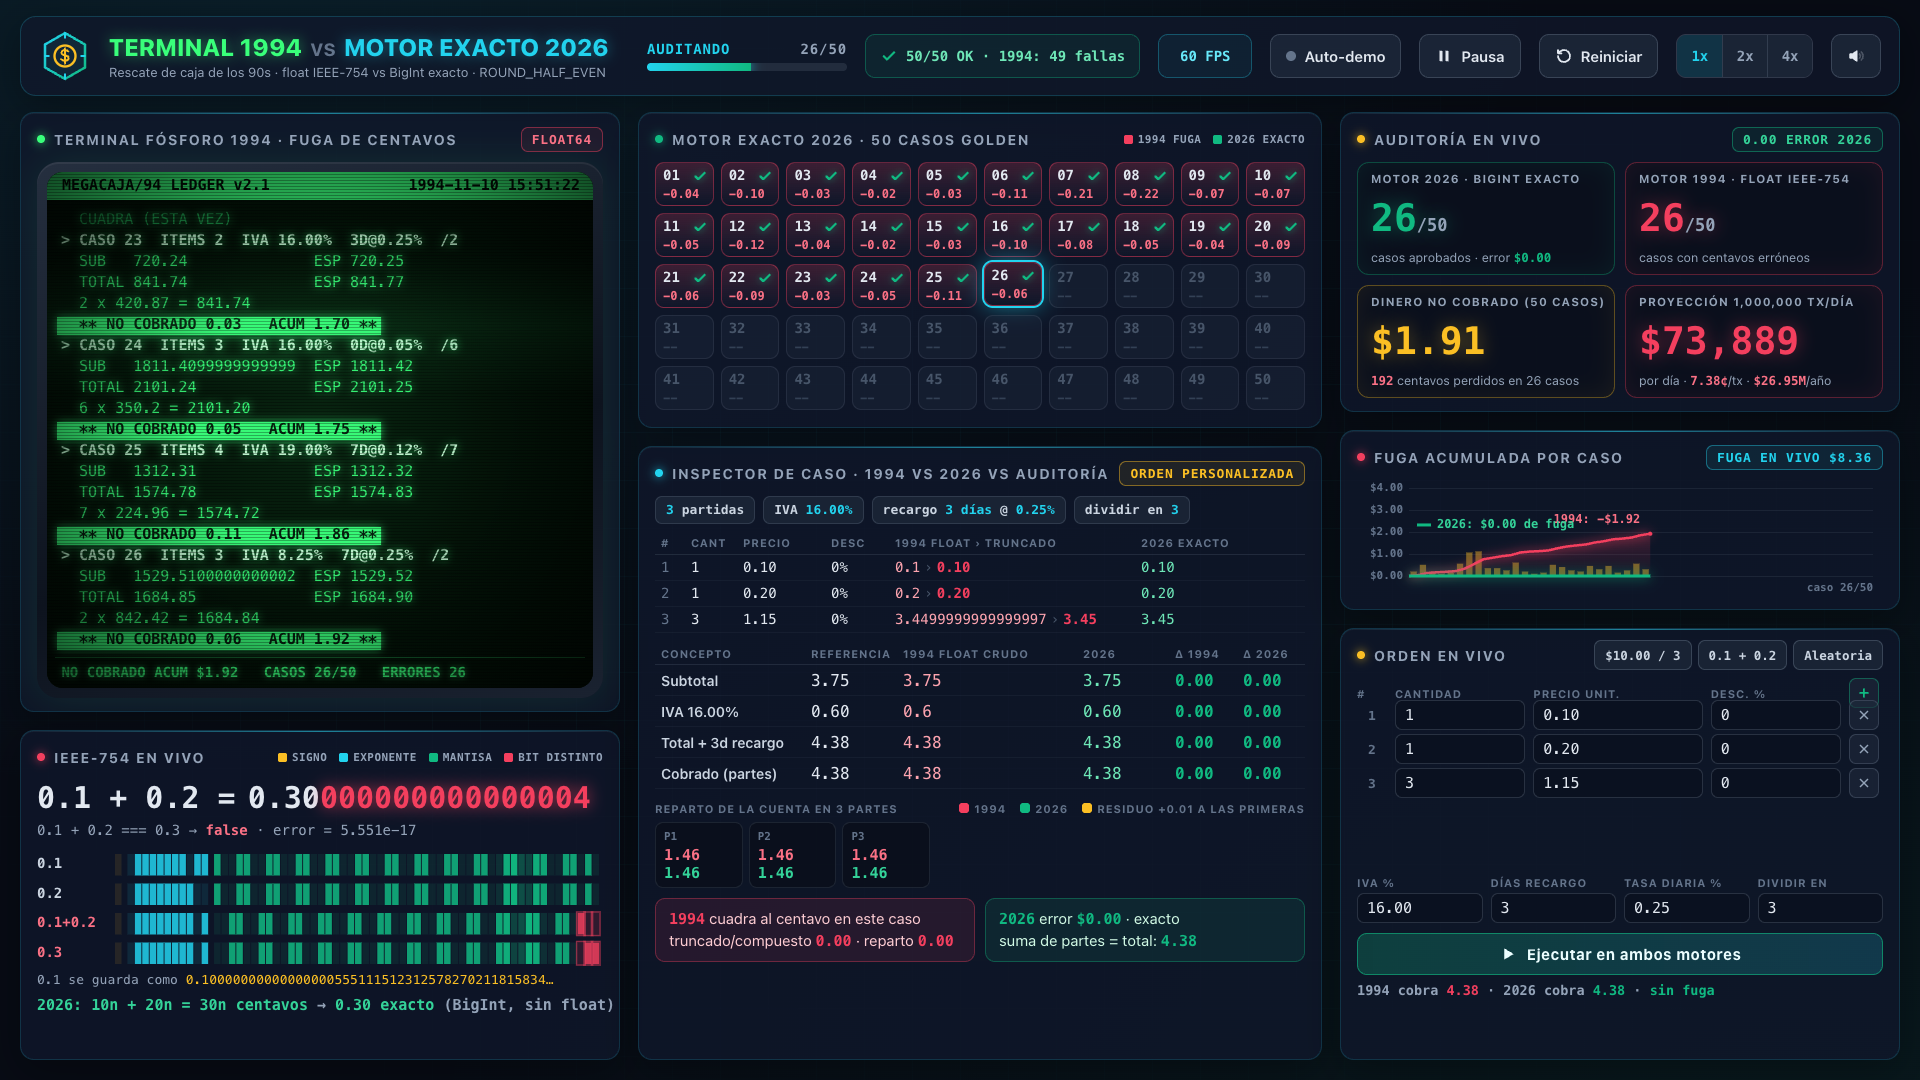 TERMINAL 1994 vs MOTOR EXACTO 2026
Rescate de caja de los 90s · float IEEE-754 vs BigInt exacto · ROUND_HALF_EVEN
AUDITANDO 26/50
50/50 OK · 1994: 49 fallas
60 FPS
Auto-demo
Pausa
Reiniciar
1x 2x 4x
TERMINAL FÓSFORO 1994 · FUGA DE CENTAVOS FLOAT64
MEGACAJA/94 LEDGER v2.1 1994-11-10 15:51:22
CUADRA (ESTA VEZ)
> CASO 23 ITEMS 2 IVA 16.00% 3D@0.25% /2
SUB 720.24 ESP 720.25
TOTAL 841.74 ESP 841.77
2 x 420.87 = 841.74
** NO COBRADO 0.03 ACUM 1.70 **
> CASO 24 ITEMS 3 IVA 16.00% 0D@0.05% /6
SUB 1811.4099999999999 ESP 1811.42
TOTAL 2101.24 ESP 2101.25
6 x 350.2 = 2101.20
** NO COBRADO 0.05 ACUM 1.75 **
> CASO 25 ITEMS 4 IVA 19.00% 7D@0.12% /7
SUB 1312.31 ESP 1312.32
TOTAL 1574.78 ESP 1574.83
7 x 224.96 = 1574.72
** NO COBRADO 0.11 ACUM 1.86 **
> CASO 26 ITEMS 3 IVA 8.25% 7D@0.25% /2
SUB 1529.5100000000002 ESP 1529.52
TOTAL 1684.85 ESP 1684.90
2 x 842.42 = 1684.84
** NO COBRADO 0.06 ACUM 1.92 **
NO COBRADO ACUM $1.92 CASOS 26/50 ERRORES 26
IEEE-754 EN VIVO SIGNO EXPONENTE MANTISA BIT DISTINTO
0.1 + 0.2 = 0.30000000000000004
0.1 + 0.2 === 0.3 → false · error = 5.551e-17
0.1
0.2
0.1+0.2
0.3
0.1 se guarda como 0.1000000000000000055511151231257827021181583­4…
2026: 10n + 20n = 30n centavos → 0.30 exacto (BigInt, sin float)
MOTOR EXACTO 2026 · 50 CASOS GOLDEN 1994 FUGA 2026 EXACTO
01 02 03 04 05 06 07 08 09 10
−0.04 −0.10 −0.03 −0.02 −0.03 −0.11 −0.21 −0.22 −0.07 −0.07
11 12 13 14 15 16 17 18 19 20
−0.05 −0.12 −0.04 −0.02 −0.03 −0.10 −0.08 −0.05 −0.04 −0.09
21 22 23 24 25 26 27 28 29 30
−0.06 −0.09 −0.03 −0.05 −0.11 −0.06 —— —— —— ——
31 32 33 34 35 36 37 38 39 40
—— —— —— —— —— —— —— —— —— ——
41 42 43 44 45 46 47 48 49 50
—— —— —— —— —— —— —— —— —— ——
INSPECTOR DE CASO · 1994 VS 2026 VS AUDITORÍA ORDEN PERSONALIZADA
3 partidas IVA 16.00% recargo 3 días @ 0.25% dividir en 3
# CANT PRECIO DESC 1994 FLOAT › TRUNCADO 2026 EXACTO
1 1 0.10 0% 0.1 › 0.10 0.10
2 1 0.20 0% 0.2 › 0.20 0.20
3 3 1.15 0% 3.4499999999999997 › 3.45 3.45
CONCEPTO REFERENCIA 1994 FLOAT CRUDO 2026 Δ 1994 Δ 2026
Subtotal 3.75 3.75 3.75 0.00 0.00
IVA 16.00% 0.60 0.6 0.60 0.00 0.00
Total + 3d recargo 4.38 4.38 4.38 0.00 0.00
Cobrado (partes) 4.38 4.38 4.38 0.00 0.00
REPARTO DE LA CUENTA EN 3 PARTES 1994 2026 RESIDUO +0.01 A LAS PRIMERAS
P1 P2 P3
1.46 1.46 1.46
1.46 1.46 1.46
1994 cuadra al centavo en este caso
truncado/compuesto 0.00 · reparto 0.00
2026 error $0.00 · exacto
suma de partes = total: 4.38
AUDITORÍA EN VIVO 0.00 ERROR 2026
MOTOR 2026 · BIGINT EXACTO
26/50
casos aprobados · error $0.00
MOTOR 1994 · FLOAT IEEE-754
26/50
casos con centavos erróneos
DINERO NO COBRADO (50 CASOS)
$1.91
192 centavos perdidos en 26 casos
PROYECCIÓN 1,000,000 TX/DÍA
$73,889
por día · 7.38¢/tx · $26.95M/año
FUGA ACUMULADA POR CASO FUGA EN VIVO $8.36
$4.00
$3.00
$2.00
$1.00
$0.00
2026: $0.00 de fuga
1994: −$1.92
caso 26/50
ORDEN EN VIVO $10.00 / 3 0.1 + 0.2 Aleatoria
# CANTIDAD PRECIO UNIT. DESC. % +
1 1 0.10 0 ×
2 1 0.20 0 ×
3 3 1.15 0 ×
IVA % DÍAS RECARGO TASA DIARIA % DIVIDIR EN
16.00 3 0.25 3
Ejecutar en ambos motores
1994 cobra 4.38 · 2026 cobra 4.38 · sin fuga